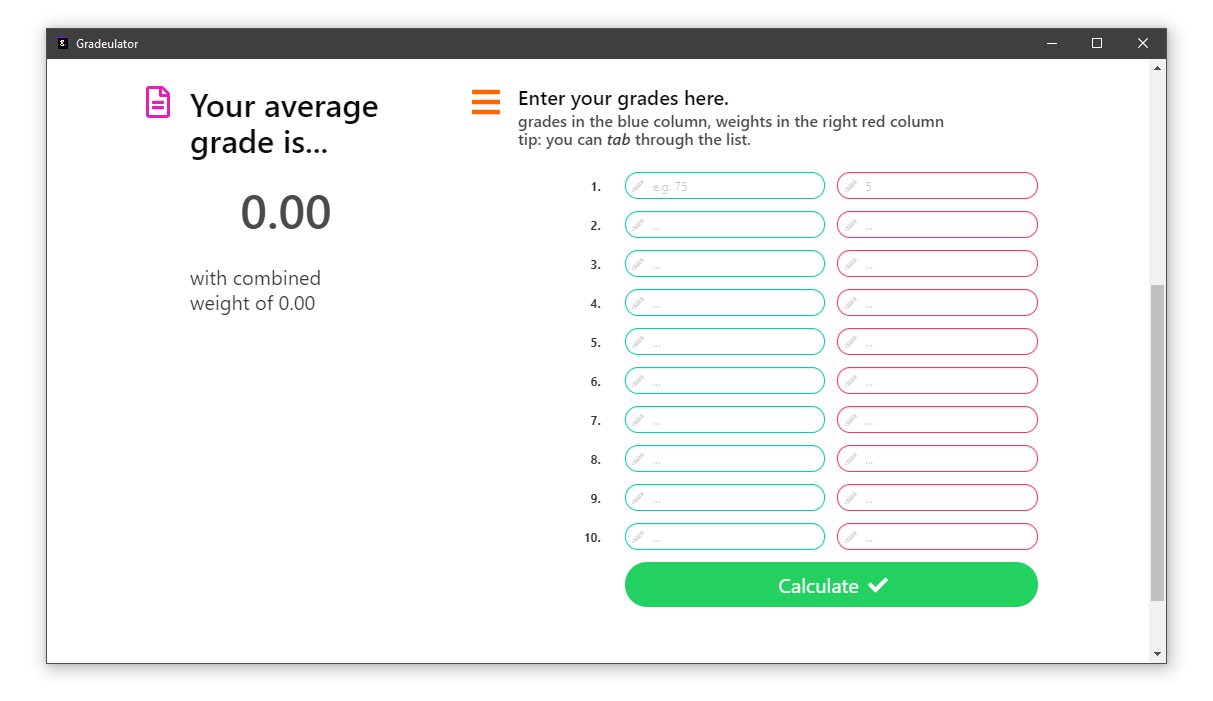 Gradeulator
Your average
grade is...
0.00
with combined
weight of 0.00
Enter your grades here.
grades in the blue column, weights in the right red column
tip: you can tab through the list.
1. e.g. 75 5
2. ... ...
3. ... ...
4. ... ...
5. ... ...
6. ... ...
7. ... ...
8. ... ...
9. ... ...
10. ... ...
Calculate